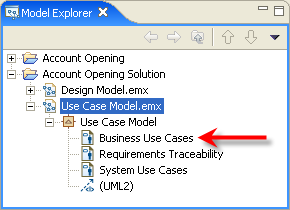 Model Explorer
Account Opening
Account Opening Solution
Design Model.emx
Use Case Model.emx
Use Case Model
Business Use Cases
Requirements Traceability
System Use Cases
(UML2)